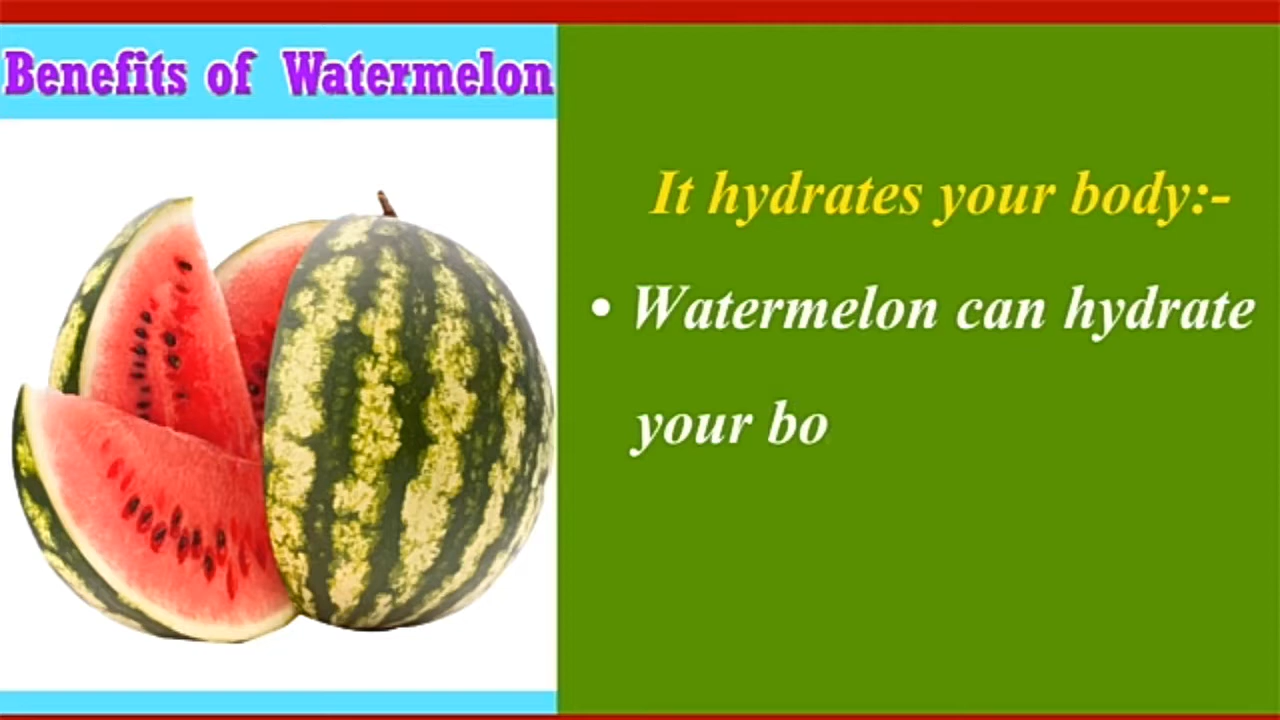 Benefits of Watermelon
It hydrates your body:-
• Watermelon can hydrate
your bo